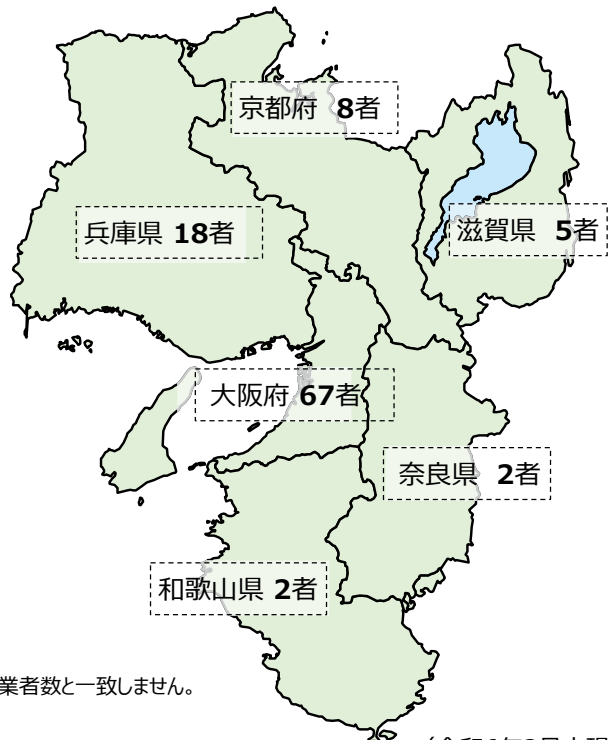 京都府 8者
兵庫県 18者
滋賀県 5者
大阪府 67者
奈良県 2者
和歌山県 2者
業者数と一致しません。